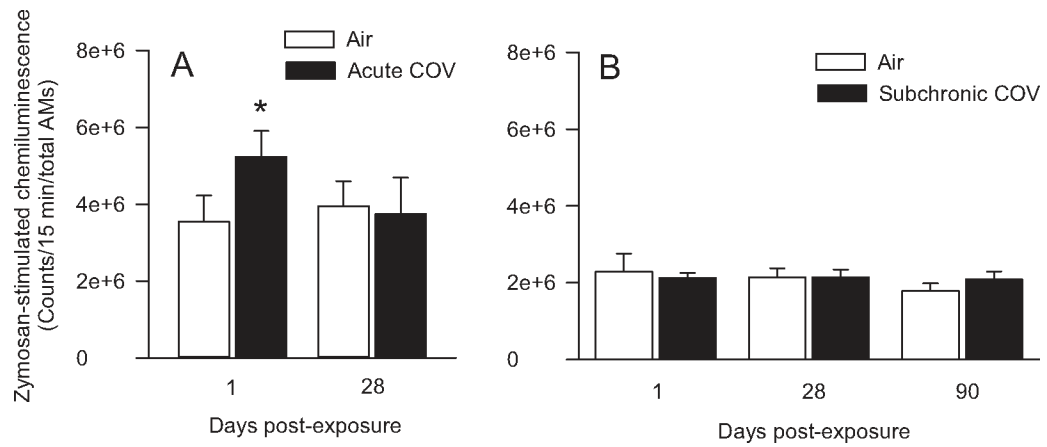 Zymosan-stimulated chemiluminescence
(Counts/15 min/total AMs)
A
Air
Acute COV
8e+6
6e+6
4e+6
2e+6
0
*
1 28
Days post-exposure
B
Air
Subchronic COV
8e+6
6e+6
4e+6
2e+6
0
1 28 90
Days post-exposure